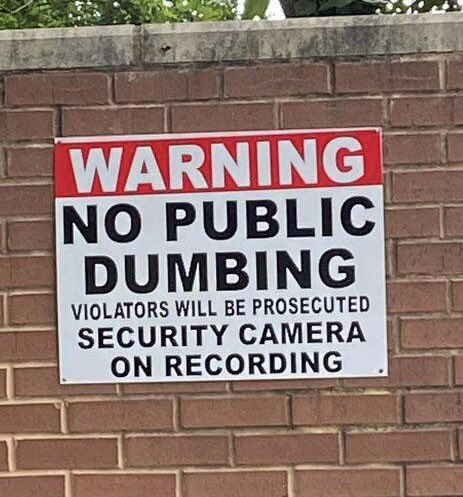 WARNING
NO PUBLIC
DUMBING
VIOLATORS WILL BE PROSECUTED
SECURITY CAMERA
ON RECORDING